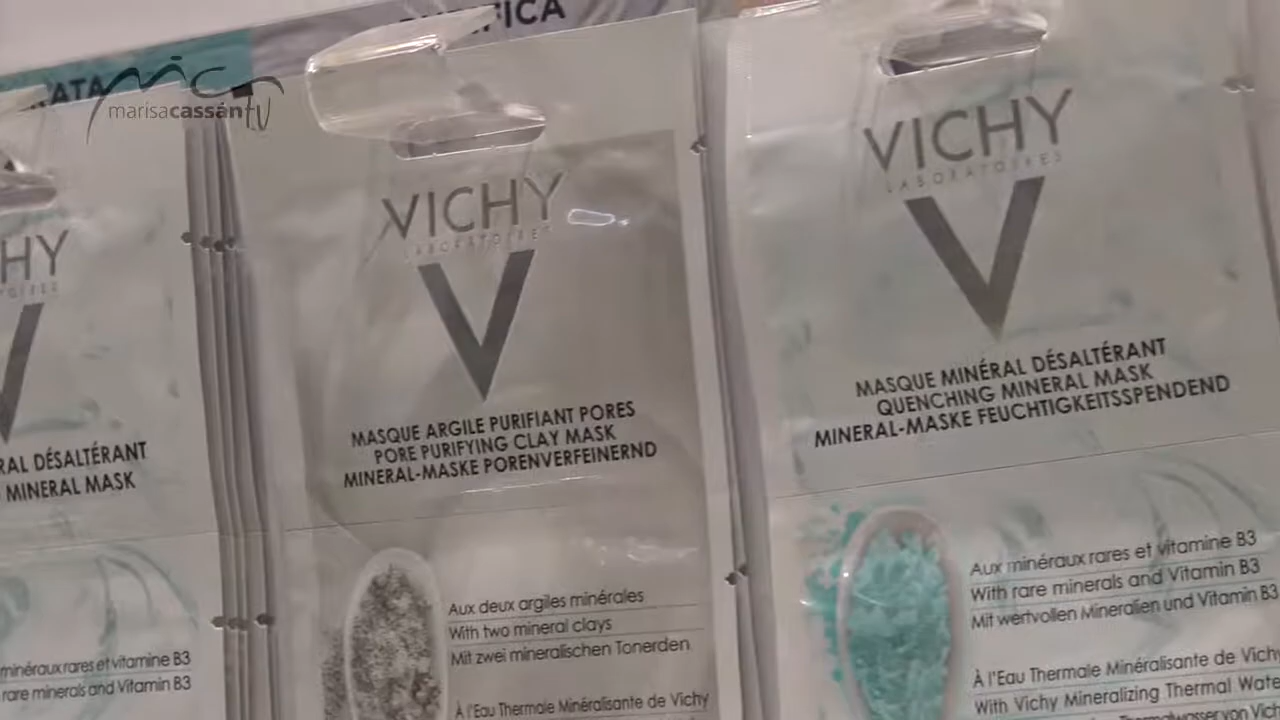 marisacassántv
VICHY
LABORATOIRES
V
RAL DÉSALTÉRANT
MINERAL MASK
minéraux rares et vitamine B3
rare minerals and Vitamin B3
VICHY
LABORATOIRES
V
MASQUE ARGILE PURIFIANT PORES
PORE PURIFYING CLAY MASK
MINERAL-MASKE PORENVERFEINERND
Aux deux argiles minérales
With two mineral clays
Mit zwei mineralischen Tonerden
À l'Eau Thermale Minéralisante de Vichy
VICHY
LABORATOIRES
V
MASQUE MINÉRAL DÉSALTÉRANT
QUENCHING MINERAL MASK
MINERAL-MASKE FEUCHTIGKEITSSPENDEND
Aux minéraux rares et vitamine B3
With rare minerals and Vitamin B3
Mit wertvollen Mineralien und Vitamin B3
À l'Eau Thermale Minéralisante de Vichy
With Vichy Mineralizing Thermal Wate